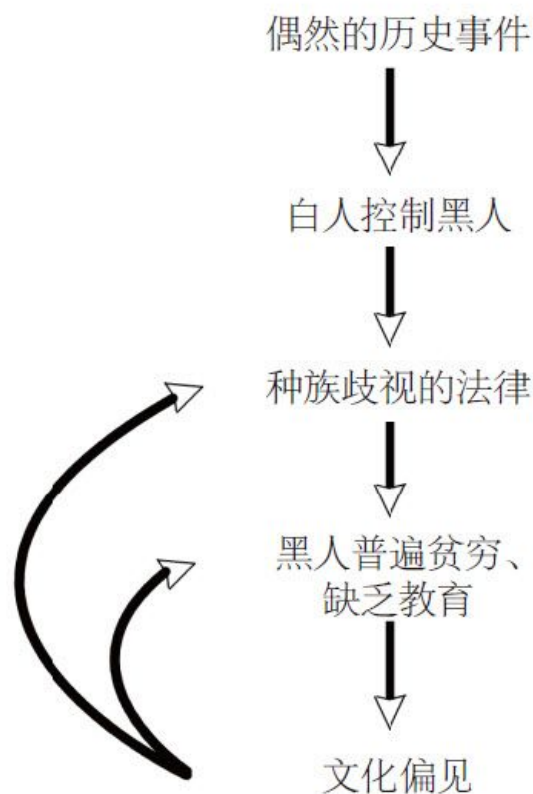 偶然的历史事件
白人控制黑人
种族歧视的法律
黑人普遍贫穷、
缺乏教育
文化偏见